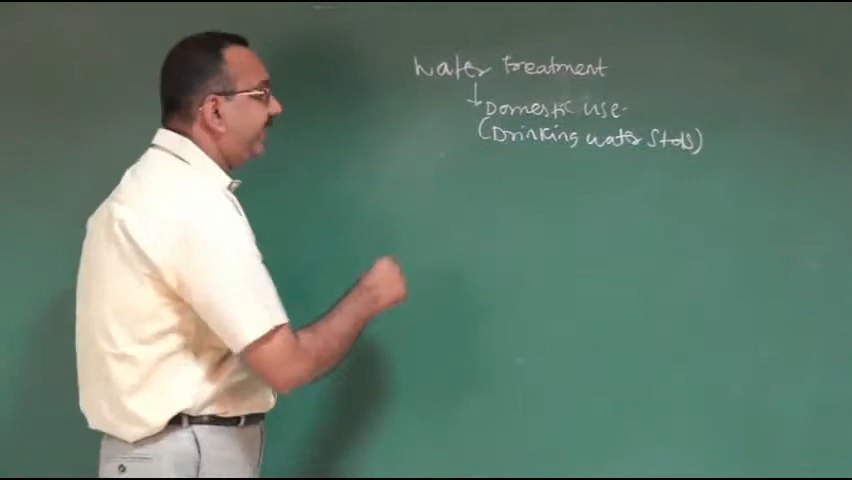 Water treatment
↓ Domestic use-
(Drinking water Stds)